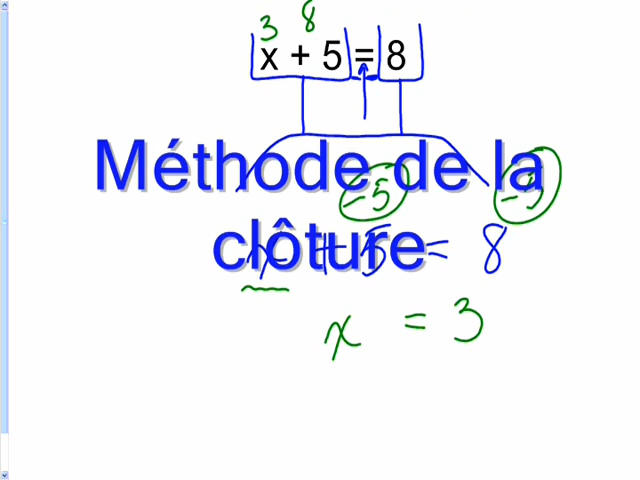 3 8
x + 5 = 8
Méthode de la
-5 -5
clôture
x + 5 = 8
x = 3